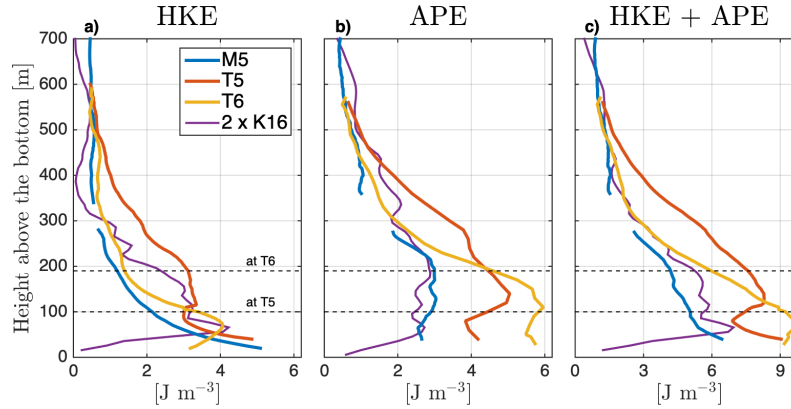 HKE APE HKE + APE
a) b) c)
Height above the bottom [m]
700
600
500
400
300
200
100
0
M5
T5
T6
2 x K16
at T6
at T5
0 2 4 6 0 2 4 6 0 3 6 9
[J m⁻³] [J m⁻³] [J m⁻³]